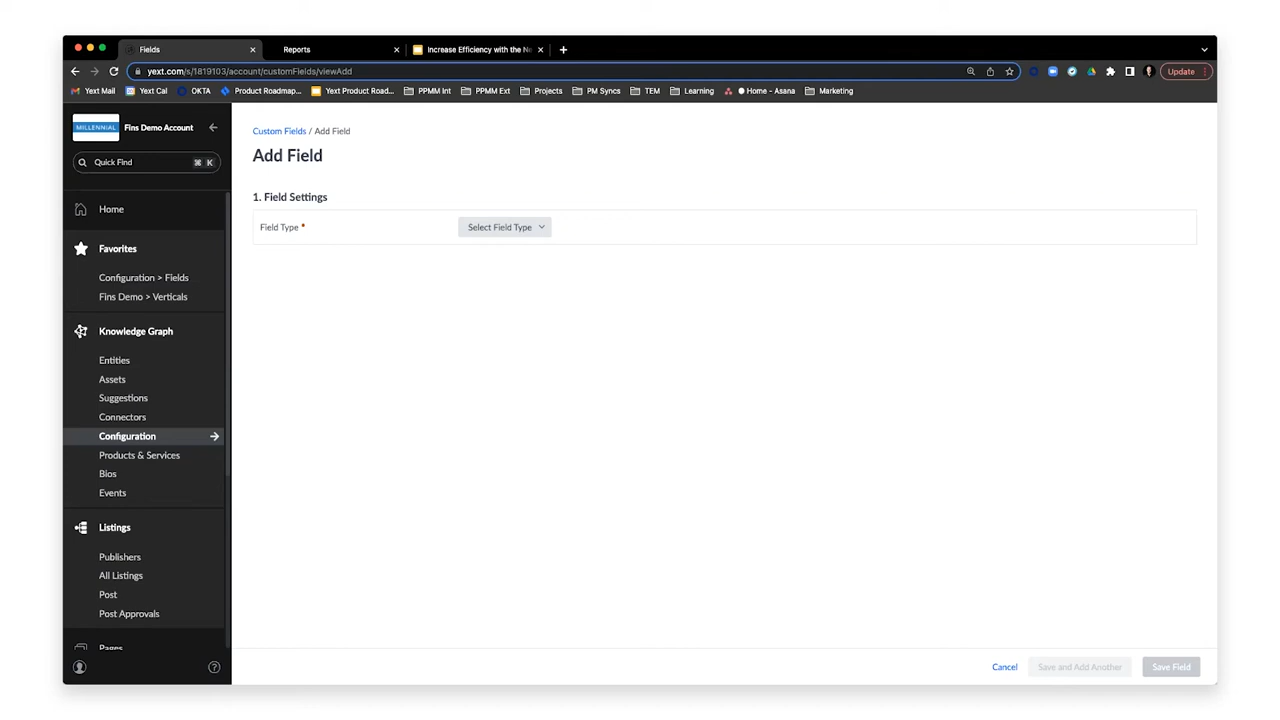 Fields
Reports
Increase Efficiency with the Ne
yext.com/s/1819103/account/customFields/viewAdd
Update
Yext Mail
Yext Cal
OKTA
Product Roadmap...
Yext Product Road...
PPMM Int
PPMM Ext
Projects
PM Syncs
TEM
Learning
Home - Asana
Marketing
MILLENNIAL
Fins Demo Account
Quick Find
⌘ K
Home
Favorites
Configuration > Fields
Fins Demo > Verticals
Knowledge Graph
Entities
Assets
Suggestions
Connectors
Configuration
Products & Services
Bios
Events
Listings
Publishers
All Listings
Post
Post Approvals
Pages
Custom Fields / Add Field
Add Field
1. Field Settings
Field Type *
Select Field Type
Cancel
Save and Add Another
Save Field